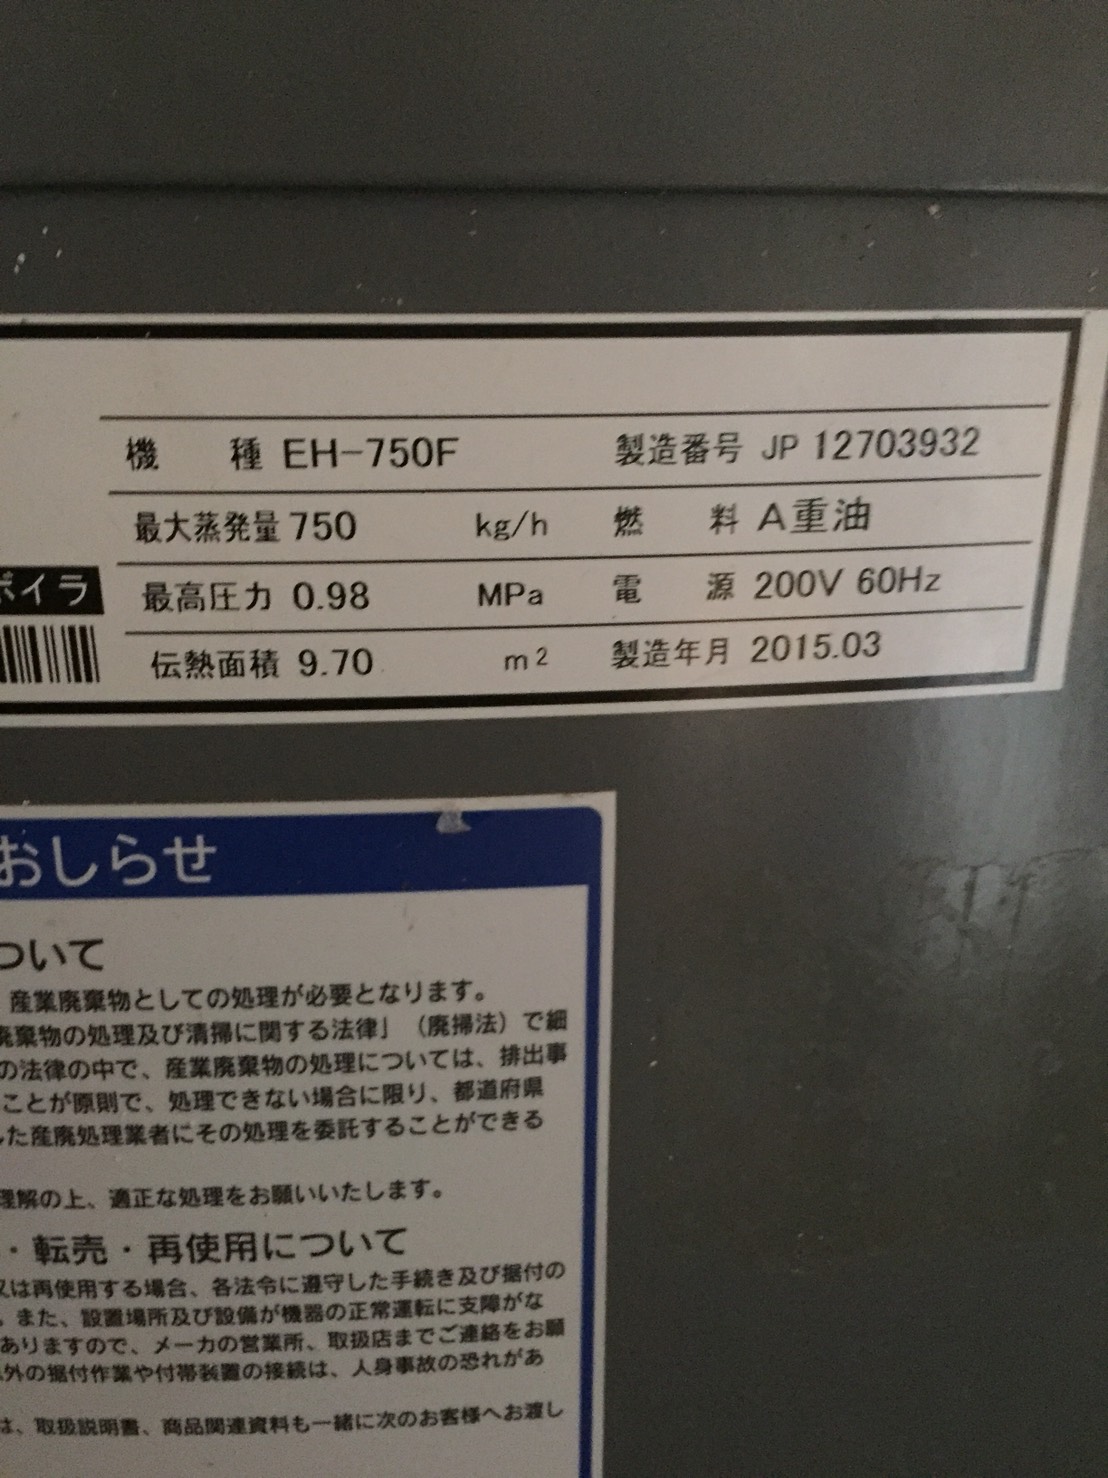 機種 EH-750F 製造番号 JP 12703932
最大蒸発量 750 kg/h 燃料 A重油
ボイラ 最高圧力 0.98 MPa 電源 200V 60Hz
伝熱面積 9.70 m2 製造年月 2015.03
おしらせ
ついて
産業廃棄物としての処理が必要となります。
廃棄物の処理及び清掃に関する法律」(廃掃法)で細
の法律の中で、産業廃棄物の処理については、排出事
ことが原則で、処理できない場合に限り、都道府県
した産廃処理業者にその処理を委託することができる
理解の上、適正な処理をお願いいたします。
・転売・再使用について
又は再使用する場合、各法令に遵守した手続き及び据付の
。また、設置場所及び設備が機器の正常運転に支障がな
ありますので、メーカの営業所、取扱店までご連絡をお願
外の据付作業や付帯装置の接続は、人身事故の恐れがあ
は、取扱説明書、商品関連資料も一緒に次のお客様へお渡し